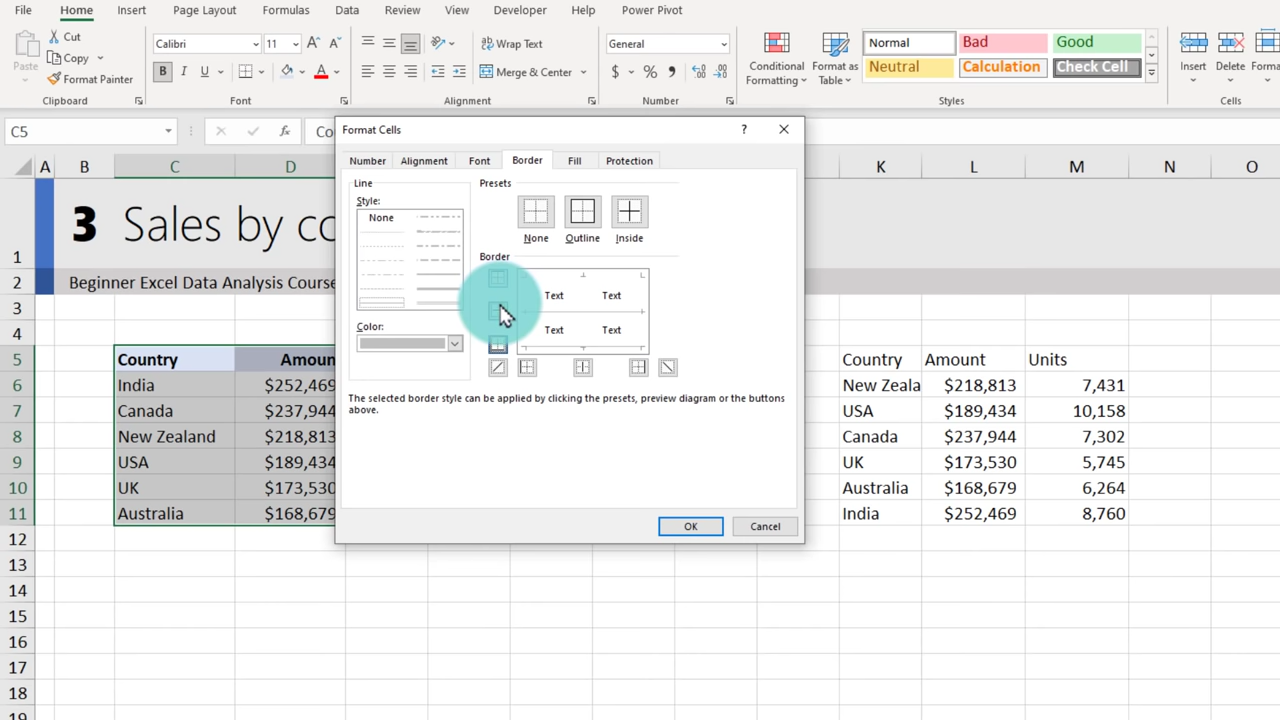 File Home Insert Page Layout Formulas Data Review View Developer Help Power Pivot
Paste
Cut
Copy
Format Painter
Clipboard
Calibri 11
B I U
Font
Wrap Text
Merge & Center
Alignment
General
$ % ,
Number
Conditional Formatting
Format as Table
Normal Bad Good
Neutral Calculation Check Cell
Styles
Insert Delete
Cells
C5 fx
Format Cells ?
Number Alignment Font Border Fill Protection
Line
Style:
None
Color:
Presets
None Outline Inside
Border
Text Text
Text Text
The selected border style can be applied by clicking the presets, preview diagram or the buttons
above.
OK Cancel
A B C D K L M N O
1 3 Sales by
2 Beginner Excel Data Analysis Course
3
4
5 Country Country Amount Units
6 India $252,469 New Zeala $218,813 7,431
7 Canada $237,944 USA $189,434 10,158
8 New Zealand $218,813 Canada $237,944 7,302
9 USA $189,434 UK $173,530 5,745
10 UK $173,530 Australia $168,679 6,264
11 Australia $168,679 India $252,469 8,760
12
13
14
15
16
17
18
19